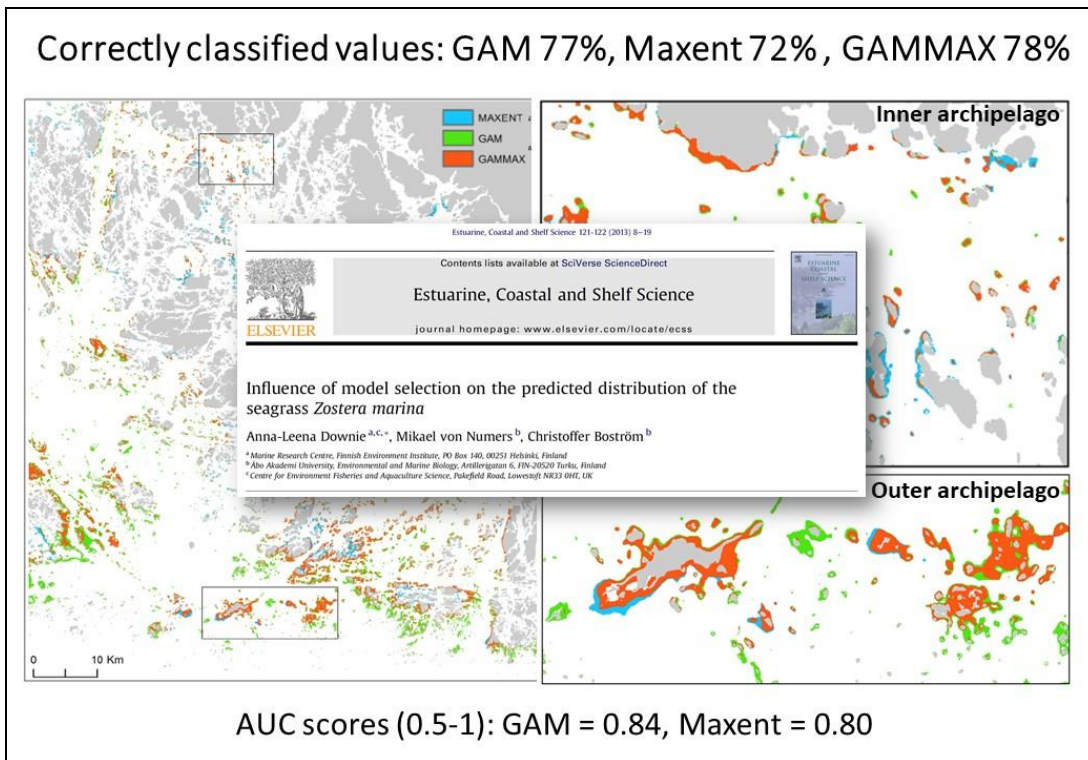 Correctly classified values: GAM 77%, Maxent 72% , GAMMAX 78%
MAXENT
GAM
GAMMAX
Inner archipelago
Estuarine, Coastal and Shelf Science 121-122 (2013) 8–19
Contents lists available at SciVerse ScienceDirect
Estuarine, Coastal and Shelf Science
journal homepage: www.elsevier.com/locate/ecss
ELSEVIER
ESTUARINE
COASTAL
AND
SHELF SCIENCE
Influence of model selection on the predicted distribution of the
seagrass Zostera marina
Anna-Leena Downie a,c,*, Mikael von Numers b, Christoffer Boström b
a Marine Research Centre, Finnish Environment Institute, PO Box 140, 00251 Helsinki, Finland
b Åbo Akademi University, Environmental and Marine Biology, Artillerigatan 6, FIN-20520 Turku, Finland
c Centre for Environment Fisheries and Aquaculture Science, Pakefield Road, Lowestoft NR33 0HT, UK
Outer archipelago
0 10 Km
AUC scores (0.5-1): GAM = 0.84, Maxent = 0.80